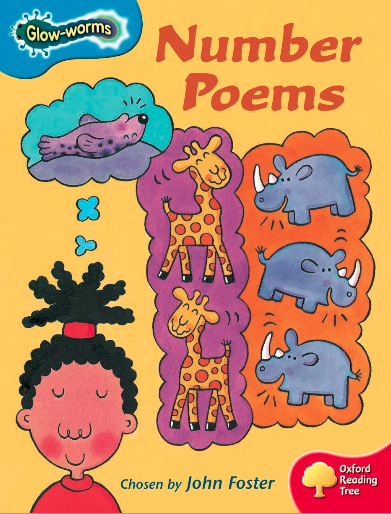 Glow-worms
Number
Poems
Chosen by John Foster
Oxford
Reading
Tree